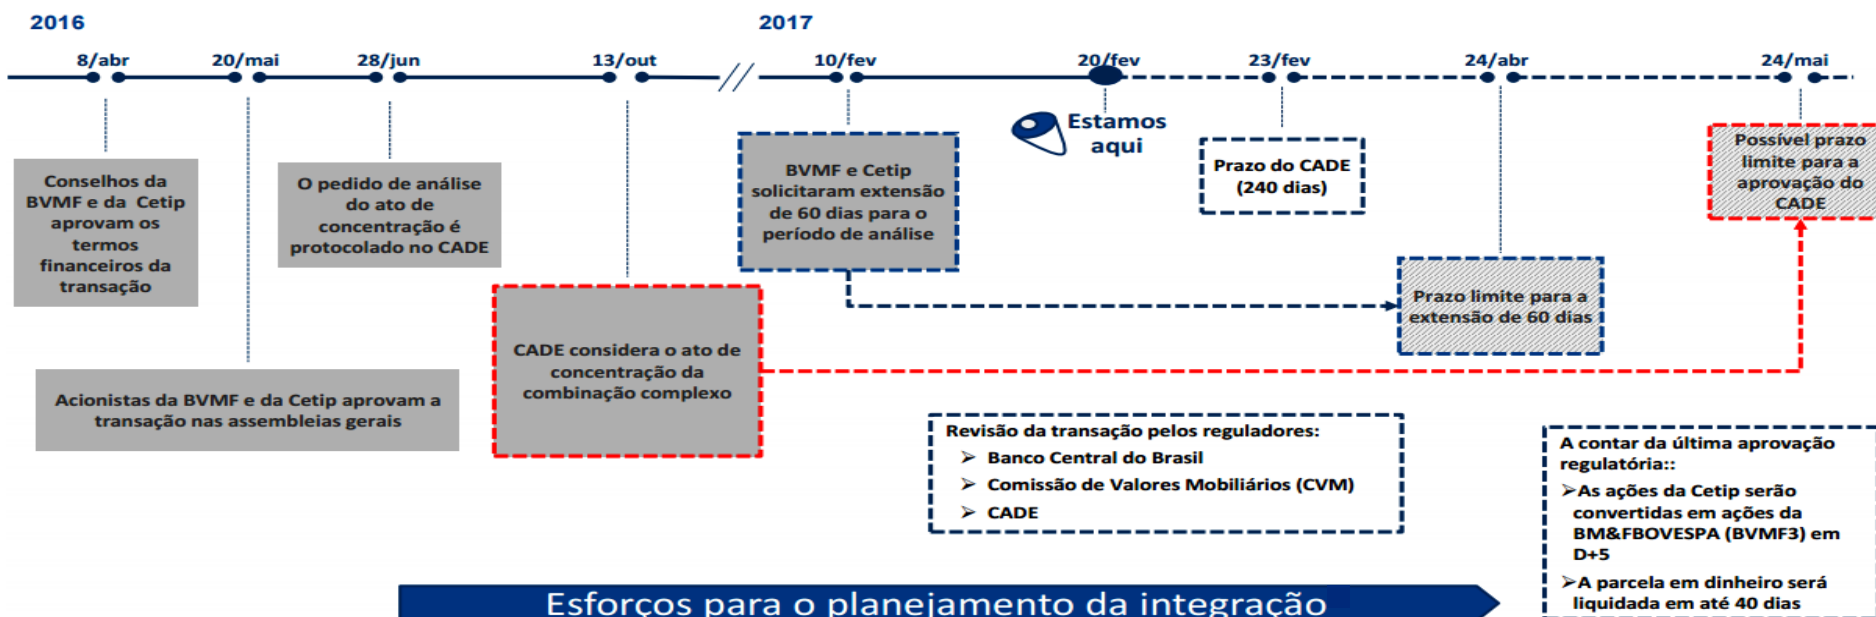 2016
2017
8/abr
20/mai
28/jun
13/out
10/fev
20/fev
23/fev
24/abr
24/mai
Conselhos da
BVMF e da Cetip
aprovam os
termos
financeiros da
transação
Acionistas da BVMF e da Cetip aprovam a
transação nas assembleias gerais
O pedido de análise
do ato de
concentração é
protocolado no CADE
CADE considera o ato de
concentração da
combinação complexo
BVMF e Cetip
solicitaram extensão
de 60 dias para o
período de análise
Estamos
aqui
Prazo do CADE
(240 dias)
Prazo limite para a
extensão de 60 dias
Possível prazo
limite para a
aprovação do
CADE
Revisão da transação pelos reguladores:
➢ Banco Central do Brasil
➢ Comissão de Valores Mobiliários (CVM)
➢ CADE
A contar da última aprovação
regulatória::
➢As ações da Cetip serão
convertidas em ações da
BM&FBOVESPA (BVMF3) em
D+5
➢A parcela em dinheiro será
liquidada em até 40 dias
Esforços para o planejamento da integração